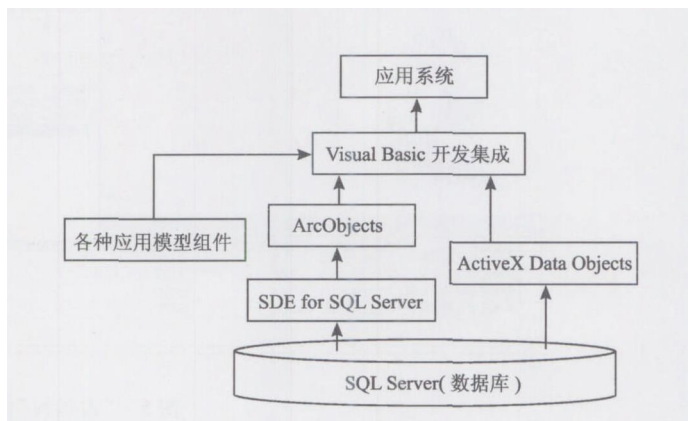 应用系统
Visual Basic 开发集成
各种应用模型组件
ArcObjects
ActiveX Data Objects
SDE for SQL Server
SQL Server( 数据库 )